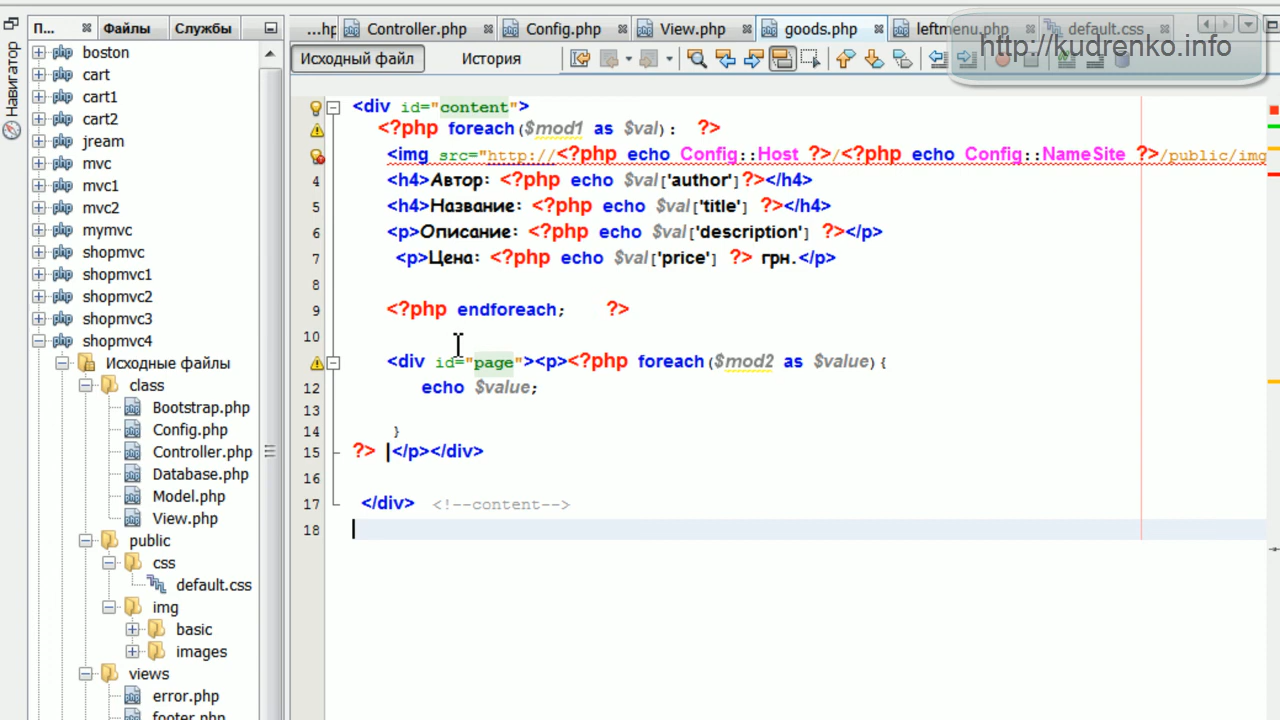 П... Файлы Службы
...hp Controller.php Config.php View.php goods.php leftmenu.php default.css
http://kudrenko.info
Исходный файл История
Навигатор
boston
cart
cart1
cart2
jream
mvc
mvc1
mvc2
mymvc
shopmvc
shopmvc1
shopmvc2
shopmvc3
shopmvc4
Исходные файлы
class
Bootstrap.php
Config.php
Controller.php
Database.php
Model.php
View.php
public
css
default.css
img
basic
images
views
error.php
footer.php
<div id="content">
<?php foreach($mod1 as $val): ?>
<img src="http://<?php echo Config::Host ?>/<?php echo Config::NameSite ?>/public/img
4 <h4>Автор: <?php echo $val['author']?></h4>
5 <h4>Название: <?php echo $val['title'] ?></h4>
6 <p>Описание: <?php echo $val['description'] ?></p>
7 <p>Цена: <?php echo $val['price'] ?> грн.</p>
8
9 <?php endforeach; ?>
10
<div id="page"><p><?php foreach($mod2 as $value){
12 echo $value;
13
14 }
15 ?> </p></div>
16
17 </div> <!--content-->
18